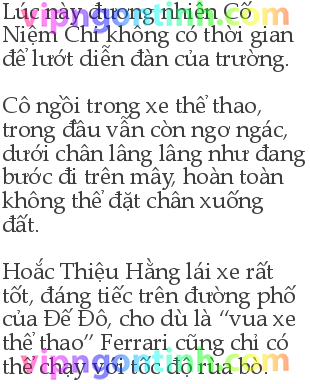 Lúc này đương nhiên Cố
Niệm Chi không có thời gian
để lướt diễn đàn của trường.
Cô ngồi trong xe thể thao,
trong đầu vẫn còn ngơ ngác,
dưới chân lâng lâng như đang
bước đi trên mây, hoàn toàn
không thể đặt chân xuống
đất.
Hoắc Thiệu Hằng lái xe rất
tốt, đáng tiếc trên đường phố
của Đế Đô, cho dù là “vua xe
thể thao” Ferrari cũng chỉ có
thể chạy với tốc độ rùa bò.
vipngontinh.com
vipngontinh.com